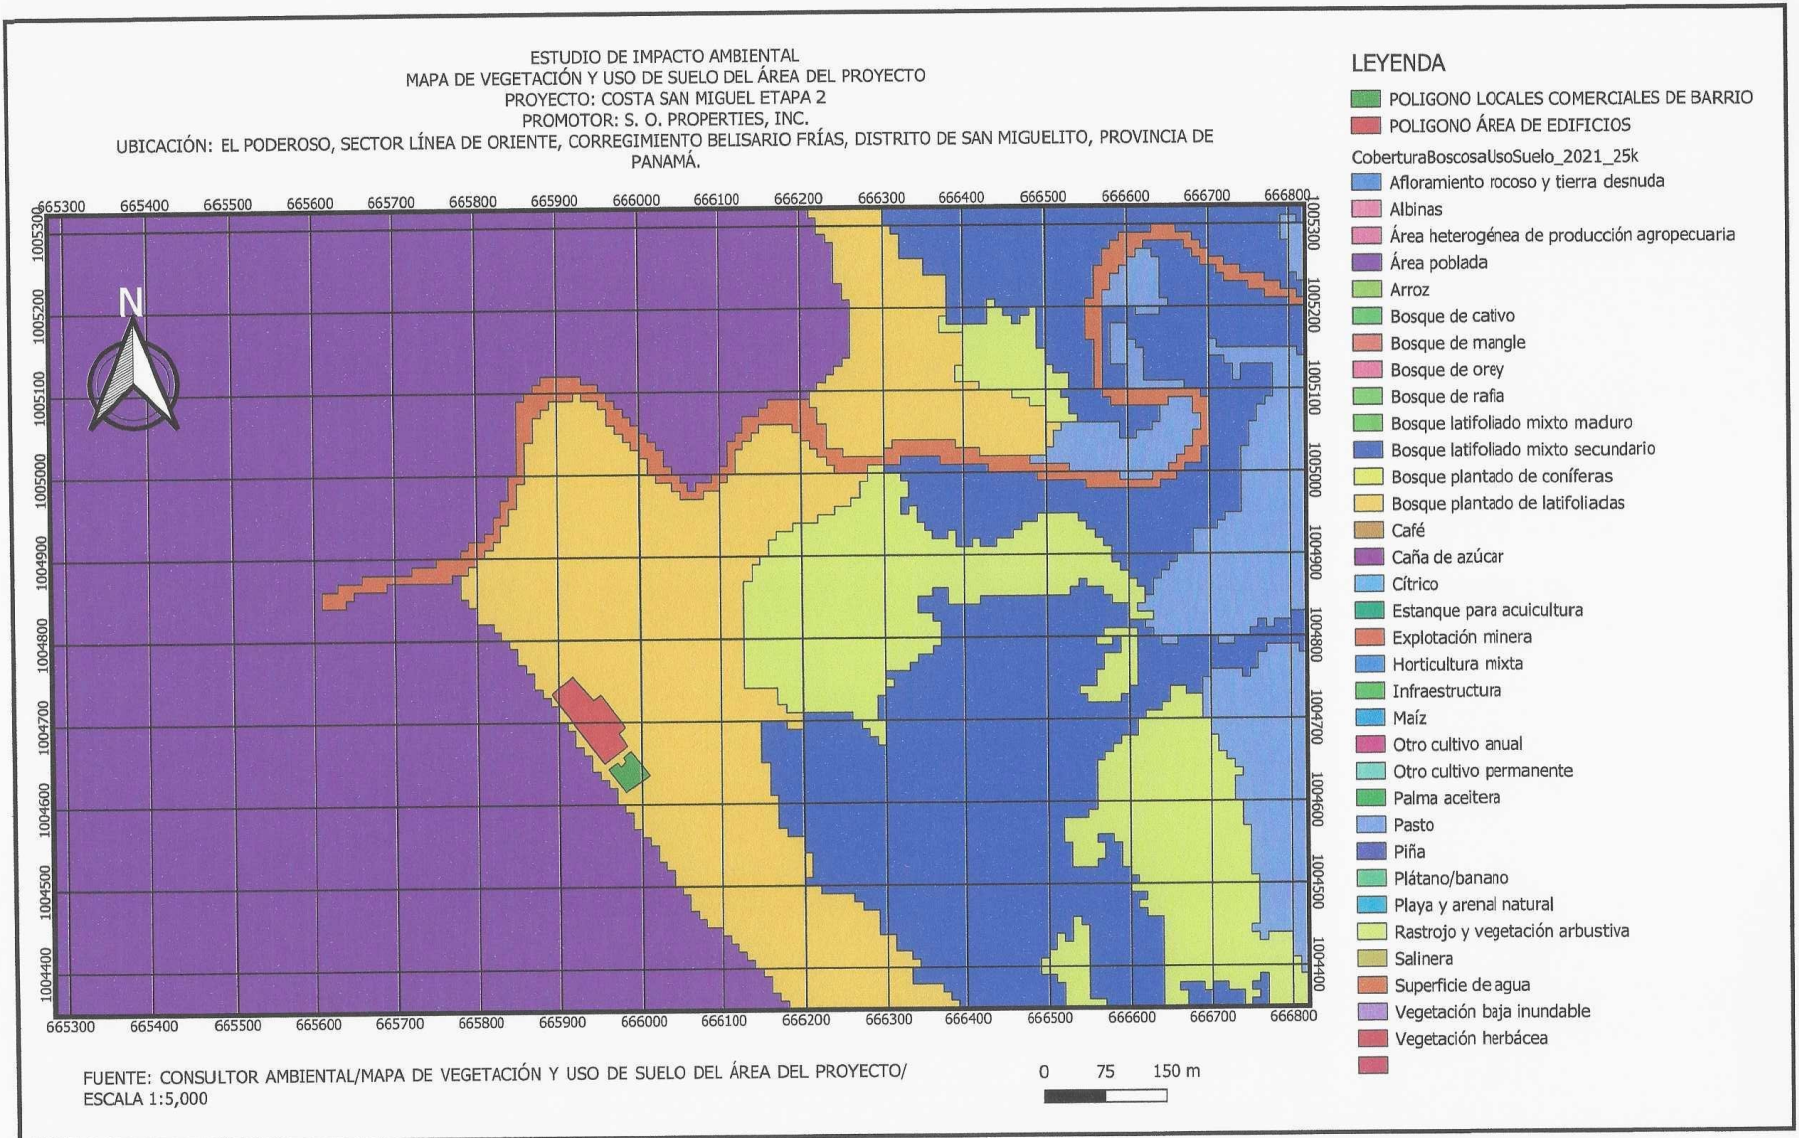 ESTUDIO DE IMPACTO AMBIENTAL
MAPA DE VEGETACIÓN Y USO DE SUELO DEL ÁREA DEL PROYECTO
PROYECTO: COSTA SAN MIGUEL ETAPA 2
PROMOTOR: S. O. PROPERTIES, INC.
UBICACIÓN: EL PODEROSO, SECTOR LÍNEA DE ORIENTE, CORREGIMIENTO BELISARIO FRÍAS, DISTRITO DE SAN MIGUELITO, PROVINCIA DE
PANAMÁ.
665300 665400 665500 665600 665700 665800 665900 666000 666100 666200 666300 666400 666500 666600 666700 666800
1005300
1005200
1005100
1005000
1004900
1004800
1004700
1004600
1004500
1004400
N
1005300
1005200
1005100
1005000
1004900
1004800
1004700
1004600
1004500
1004400
665300 665400 665500 665600 665700 665800 665900 666000 666100 666200 666300 666400 666500 666600 666700 666800
FUENTE: CONSULTOR AMBIENTAL/MAPA DE VEGETACIÓN Y USO DE SUELO DEL ÁREA DEL PROYECTO/
ESCALA 1:5,000
0 75 150 m
LEYENDA
POLIGONO LOCALES COMERCIALES DE BARRIO
POLIGONO ÁREA DE EDIFICIOS
CoberturaBoscosaUsoSuelo_2021_25k
Afloramiento rocoso y tierra desnuda
Albinas
Área heterogénea de producción agropecuaria
Área poblada
Arroz
Bosque de cativo
Bosque de mangle
Bosque de orey
Bosque de rafia
Bosque latifoliado mixto maduro
Bosque latifoliado mixto secundario
Bosque plantado de coníferas
Bosque plantado de latifoliadas
Café
Caña de azúcar
Cítrico
Estanque para acuicultura
Explotación minera
Horticultura mixta
Infraestructura
Maíz
Otro cultivo anual
Otro cultivo permanente
Palma aceitera
Pasto
Piña
Plátano/banano
Playa y arenal natural
Rastrojo y vegetación arbustiva
Salinera
Superficie de agua
Vegetación baja inundable
Vegetación herbácea